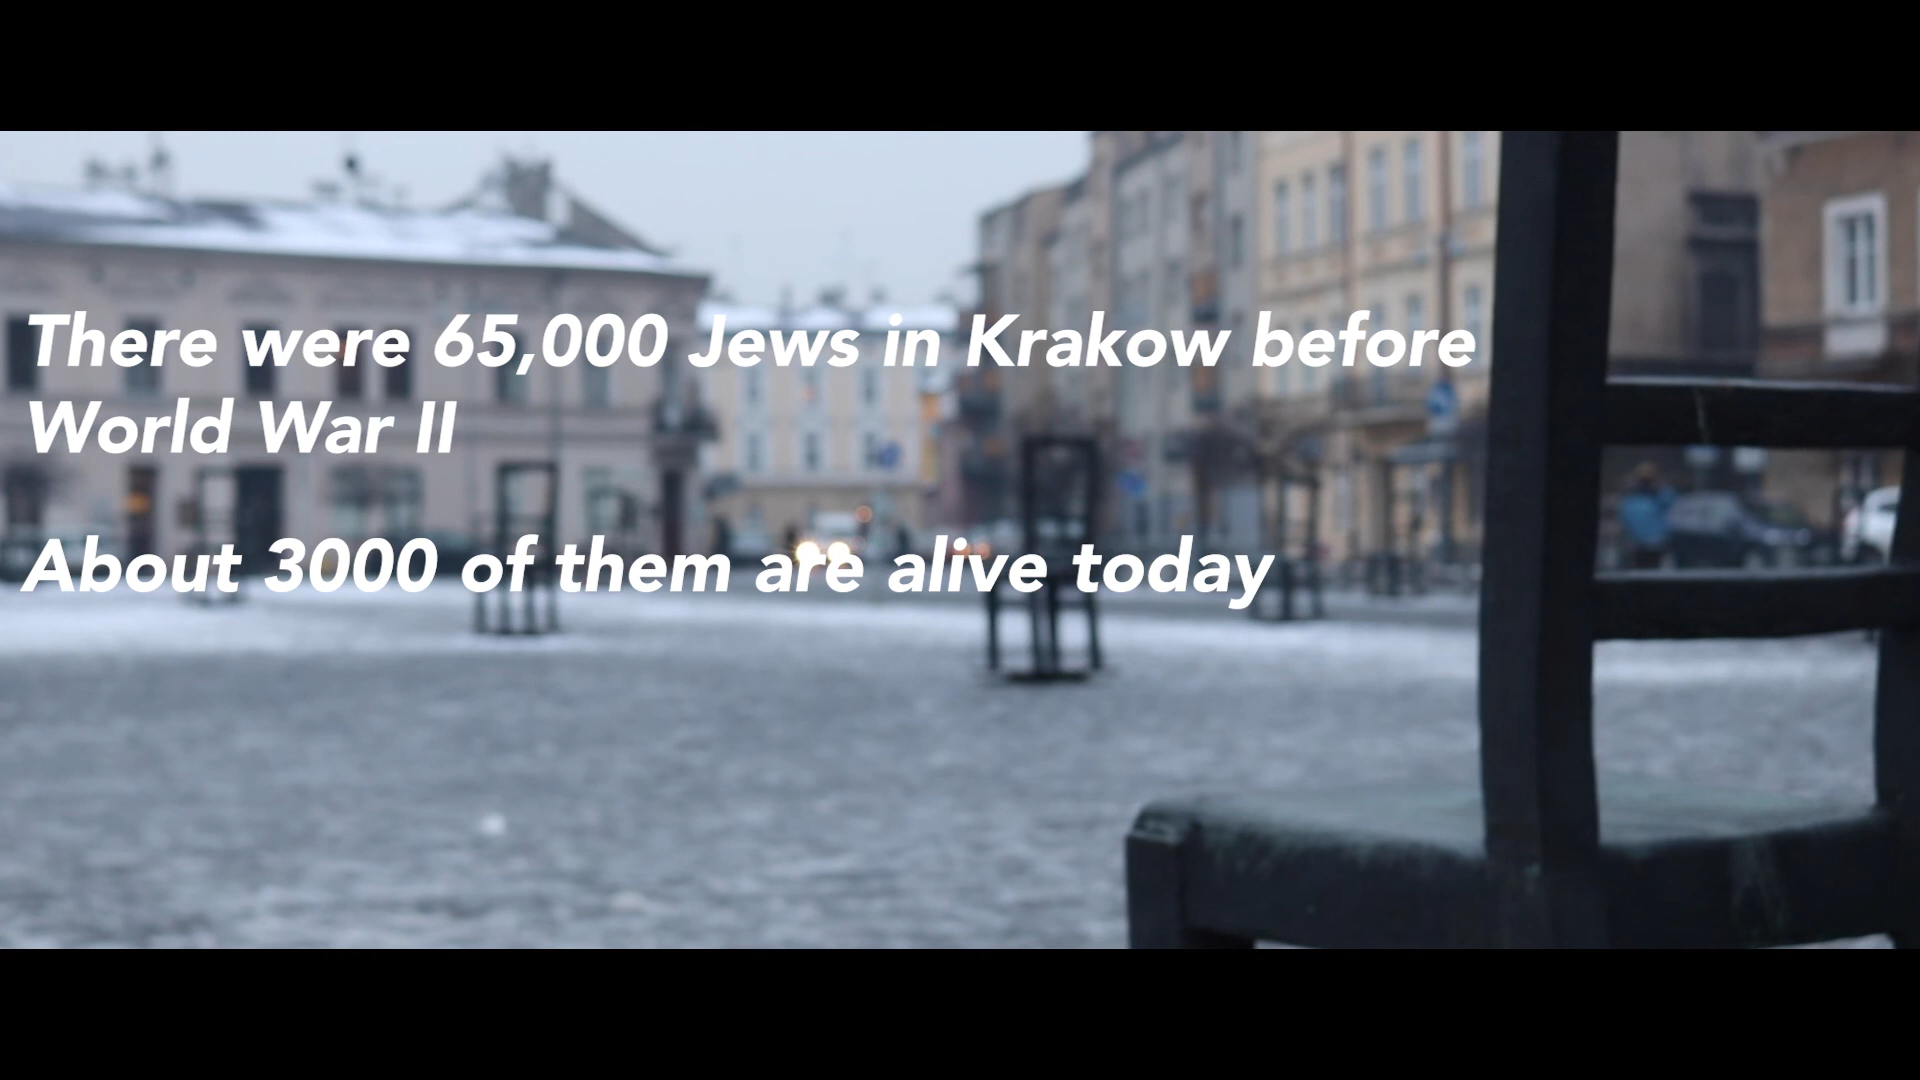 There were 65,000 Jews in Krakow before
World War II
About 3000 of them are alive today